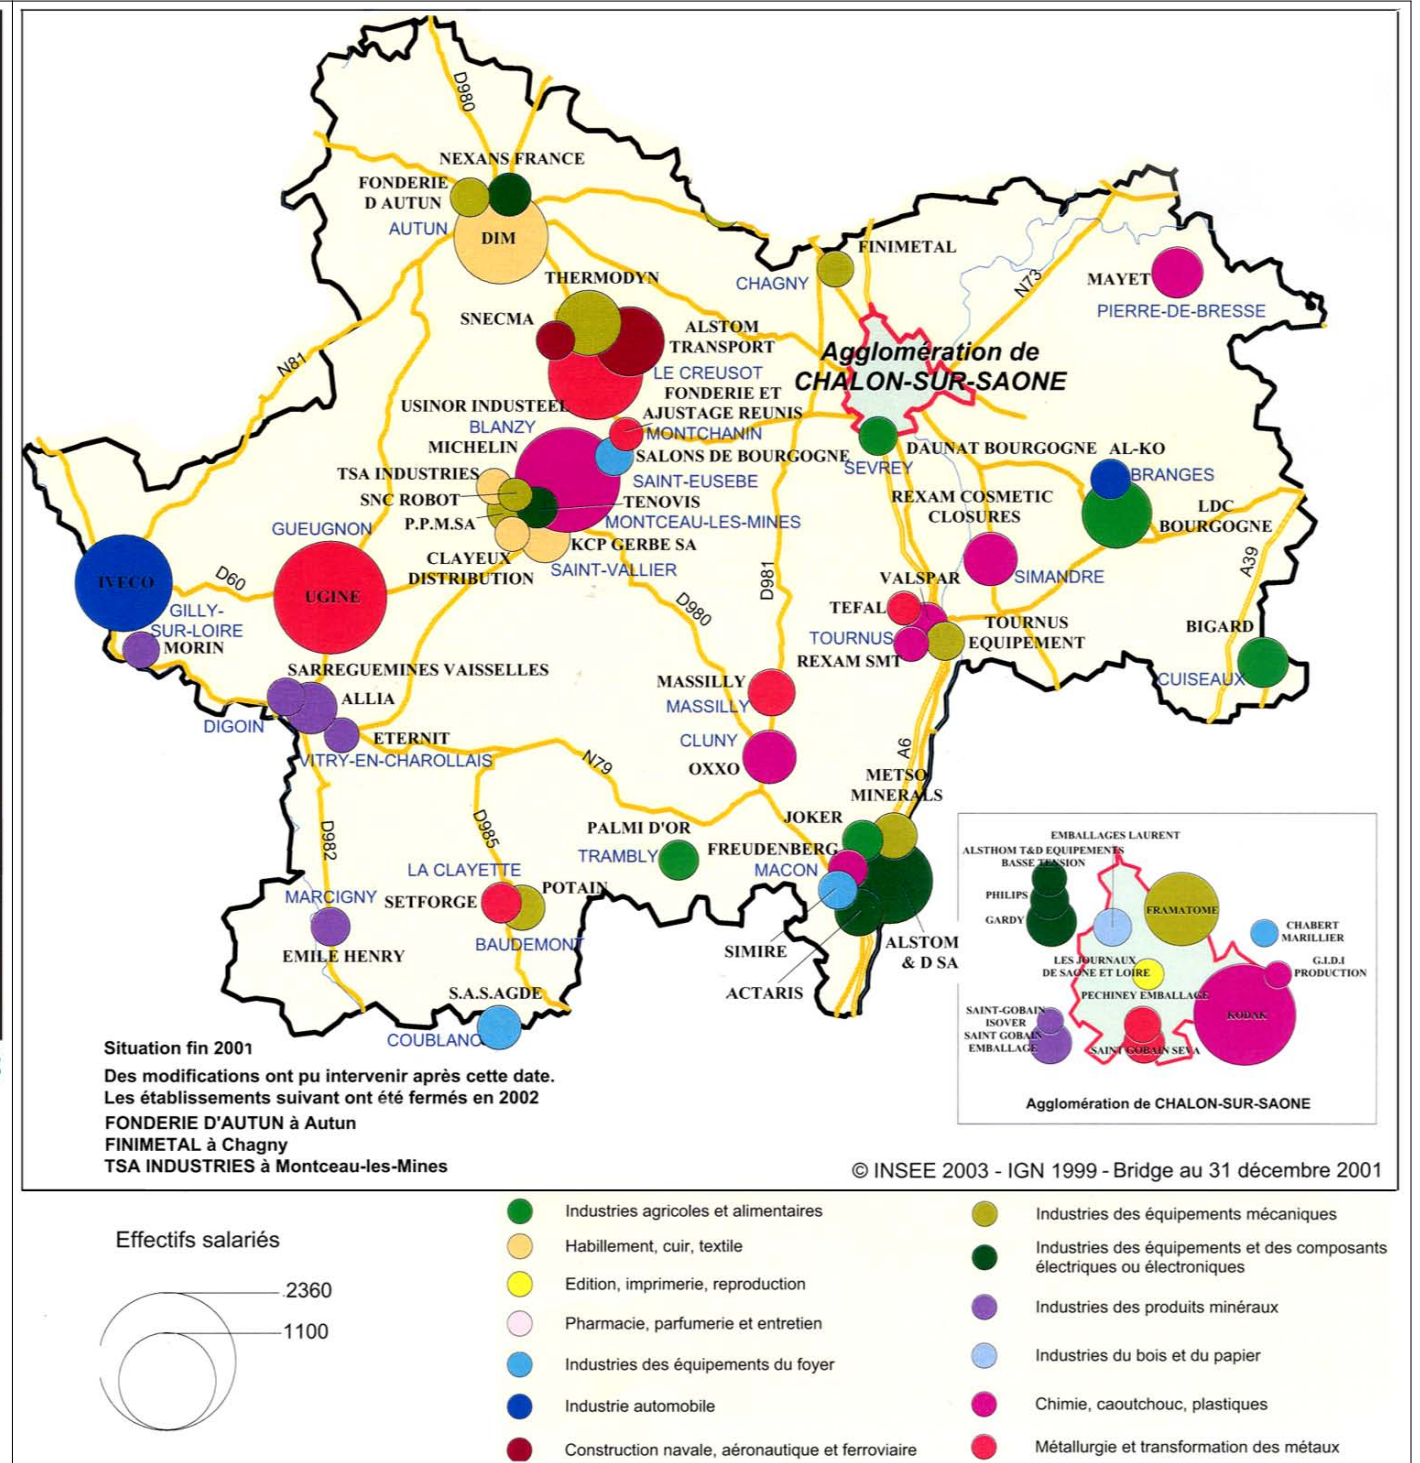 D980
NEXANS FRANCE
FONDERIE
D AUTUN
AUTUN
DIM
THERMODYN
SNECMA
ALSTOM
TRANSPORT
LE CREUSOT
N81
FINIMETAL
CHAGNY
N73
MAYET
PIERRE-DE-BRESSE
Agglomération de
CHALON-SUR-SAONE
USINOR INDUSTEEL
FONDERIE ET
AJUSTAGE REUNIS
MONTCHANIN
BLANZY
MICHELIN
SALONS DE BOURGOGNE
SAINT-EUSEBE
TSA INDUSTRIES
SNC ROBOT
P.P.M.SA
TENOVIS
MONTCEAU-LES-MINES
CLAYEUX
DISTRIBUTION
KCP GERBE SA
SAINT-VALLIER
DAUNAT BOURGOGNE
SEVREY
AL-KO
BRANGES
LDC
BOURGOGNE
REXAM COSMETIC
CLOSURES
SIMANDRE
A39
GUEUGNON
UGINE
IVECO
D60
GILLY-
SUR-LOIRE
MORIN
D980
D981
VALSPAR
TEFAL
TOURNUS
REXAM SMT
TOURNUS
EQUIPEMENT
BIGARD
CUISEAUX
SARREGUEMINES VAISSELLES
ALLIA
DIGOIN
ETERNIT
VITRY-EN-CHAROLLAIS
MASSILLY
MASSILLY
CLUNY
OXXO
N79
A6
METSO
MINERALS
JOKER
FREUDENBERG
MACON
SIMIRE
ACTARIS
ALSTOM
& D SA
PALMI D'OR
TRAMBLY
D982
D985
LA CLAYETTE
SETFORGE
POTAIN
BAUDEMONT
MARCIGNY
EMILE HENRY
S.A.S.AGDE
COUBLANC
EMBALLAGES LAURENT
ALSTHOM T&D EQUIPEMENTS
BASSE TENSION
PHILIPS
GARDY
FRAMATOME
CHABERT
MARILLIER
LES JOURNAUX
DE SAONE ET LOIRE
G.I.D.I
PRODUCTION
PECHINEY EMBALLAGE
KODAK
SAINT-GOBAIN
ISOVER
SAINT GOBAIN
EMBALLAGE
SAINT GOBAIN SEVA
Agglomération de CHALON-SUR-SAONE
Situation fin 2001
Des modifications ont pu intervenir après cette date.
Les établissements suivant ont été fermés en 2002
FONDERIE D'AUTUN à Autun
FINIMETAL à Chagny
TSA INDUSTRIES à Montceau-les-Mines
© INSEE 2003 - IGN 1999 - Bridge au 31 décembre 2001
Effectifs salariés
2360
1100
Industries agricoles et alimentaires
Habillement, cuir, textile
Edition, imprimerie, reproduction
Pharmacie, parfumerie et entretien
Industries des équipements du foyer
Industrie automobile
Construction navale, aéronautique et ferroviaire
Industries des équipements mécaniques
Industries des équipements et des composants
électriques ou électroniques
Industries des produits minéraux
Industries du bois et du papier
Chimie, caoutchouc, plastiques
Métallurgie et transformation des métaux